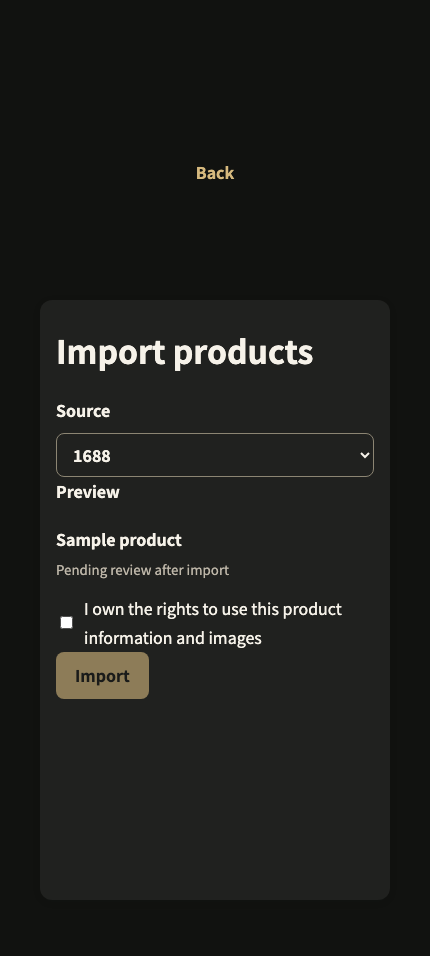 Back
Import products
Source
1688
Preview
Sample product
Pending review after import
I own the rights to use this product
information and images
Import